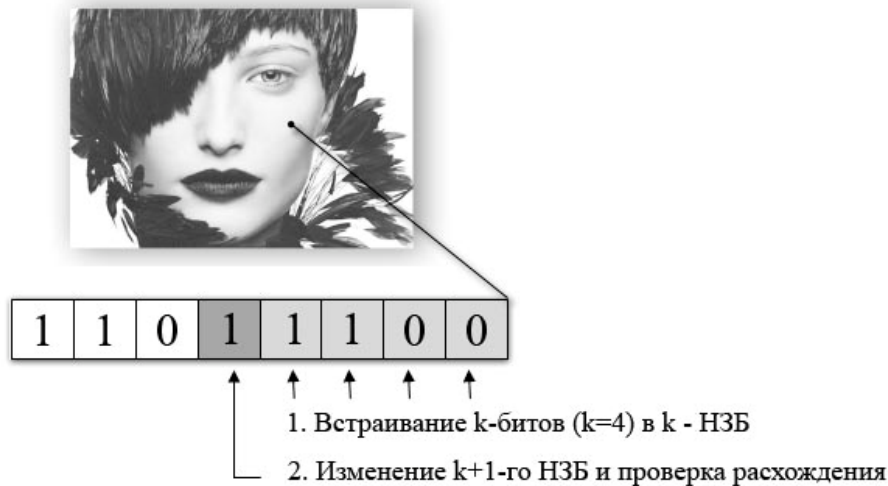 1 1 0 1 1 1 0 0
1. Встраивание k-битов (k=4) в k - НЗБ
2. Изменение k+1-го НЗБ и проверка расхождения